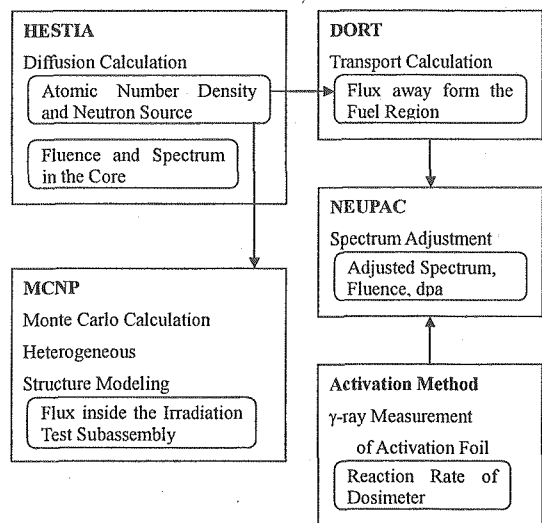 HESTIA
Diffusion Calculation
Atomic Number Density
and Neutron Source
Fluence and Spectrum
in the Core
DORT
Transport Calculation
Flux away form the
Fuel Region
NEUPAC
Spectrum Adjustment
Adjusted Spectrum,
Fluence, dpa
MCNP
Monte Carlo Calculation
Heterogeneous
Structure Modeling
Flux inside the Irradiation
Test Subassembly
Activation Method
γ-ray Measurement
of Activation Foil
Reaction Rate of
Dosimeter